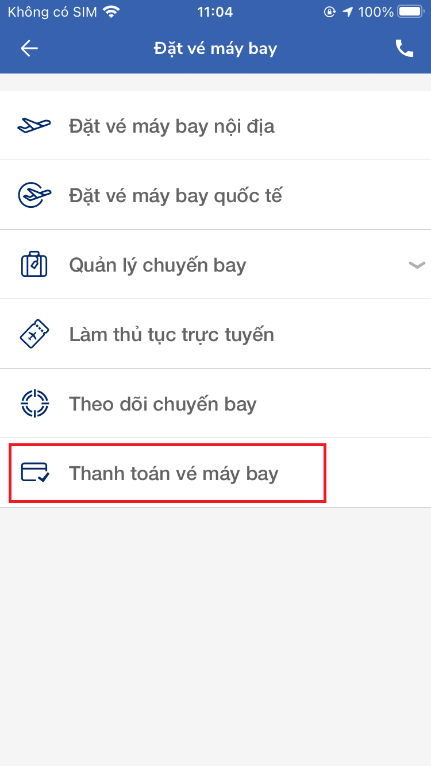 Không có SIM 11:04 100%
Đặt vé máy bay
Đặt vé máy bay nội địa
Đặt vé máy bay quốc tế
Quản lý chuyến bay
Làm thủ tục trực tuyến
Theo dõi chuyến bay
Thanh toán vé máy bay